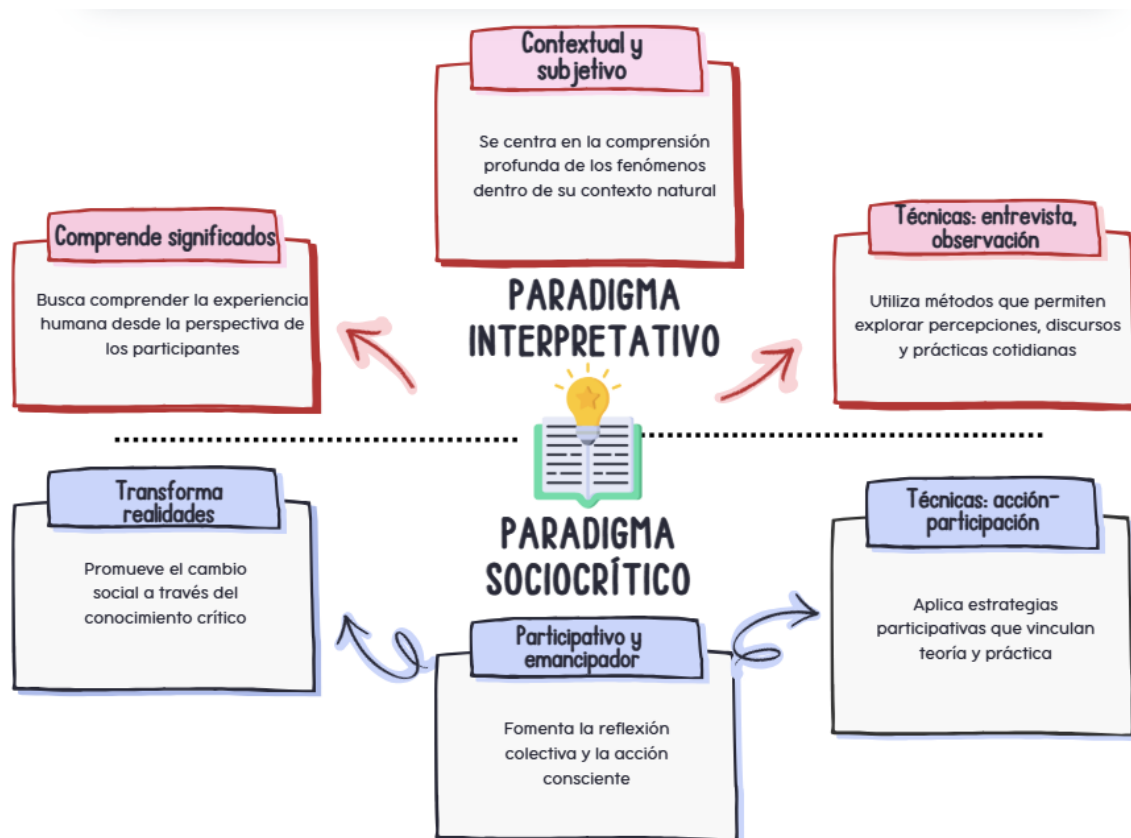 Contextual y
subjetivo
Se centra en la comprensión
profunda de los fenómenos
dentro de su contexto natural
Comprende significados
Busca comprender la experiencia
humana desde la perspectiva de
los participantes
Técnicas: entrevista,
observación
Utiliza métodos que permiten
explorar percepciones, discursos
y prácticas cotidianas
PARADIGMA
INTERPRETATIVO
PARADIGMA
SOCIOCRÍTICO
Transforma
realidades
Promueve el cambio
social a través del
conocimiento crítico
Participativo y
emancipador
Fomenta la reflexión
colectiva y la acción
consciente
Técnicas: acción-
participación
Aplica estrategias
participativas que vinculan
teoría y práctica